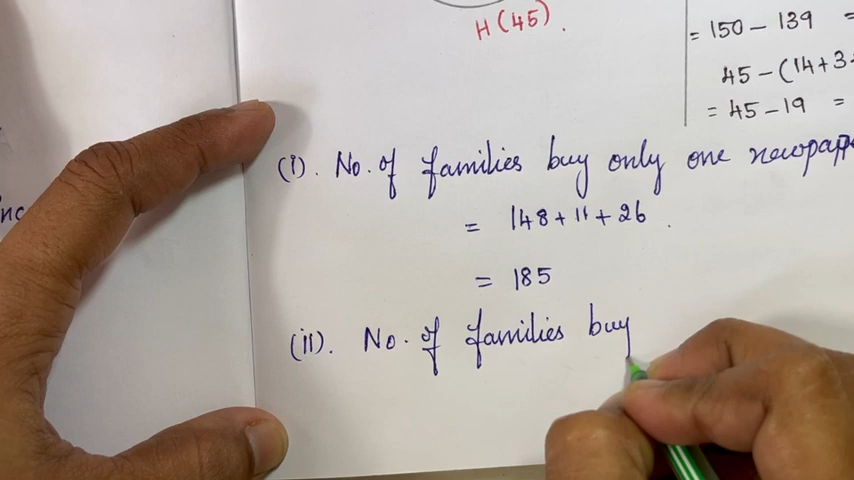 H(45).
= 150 - 139 =
45 - (14+3+
= 45 - 19 =
(i). No. of families buy only one newpape
= 148 + 11 + 26.
= 185
(ii). No. of families buy